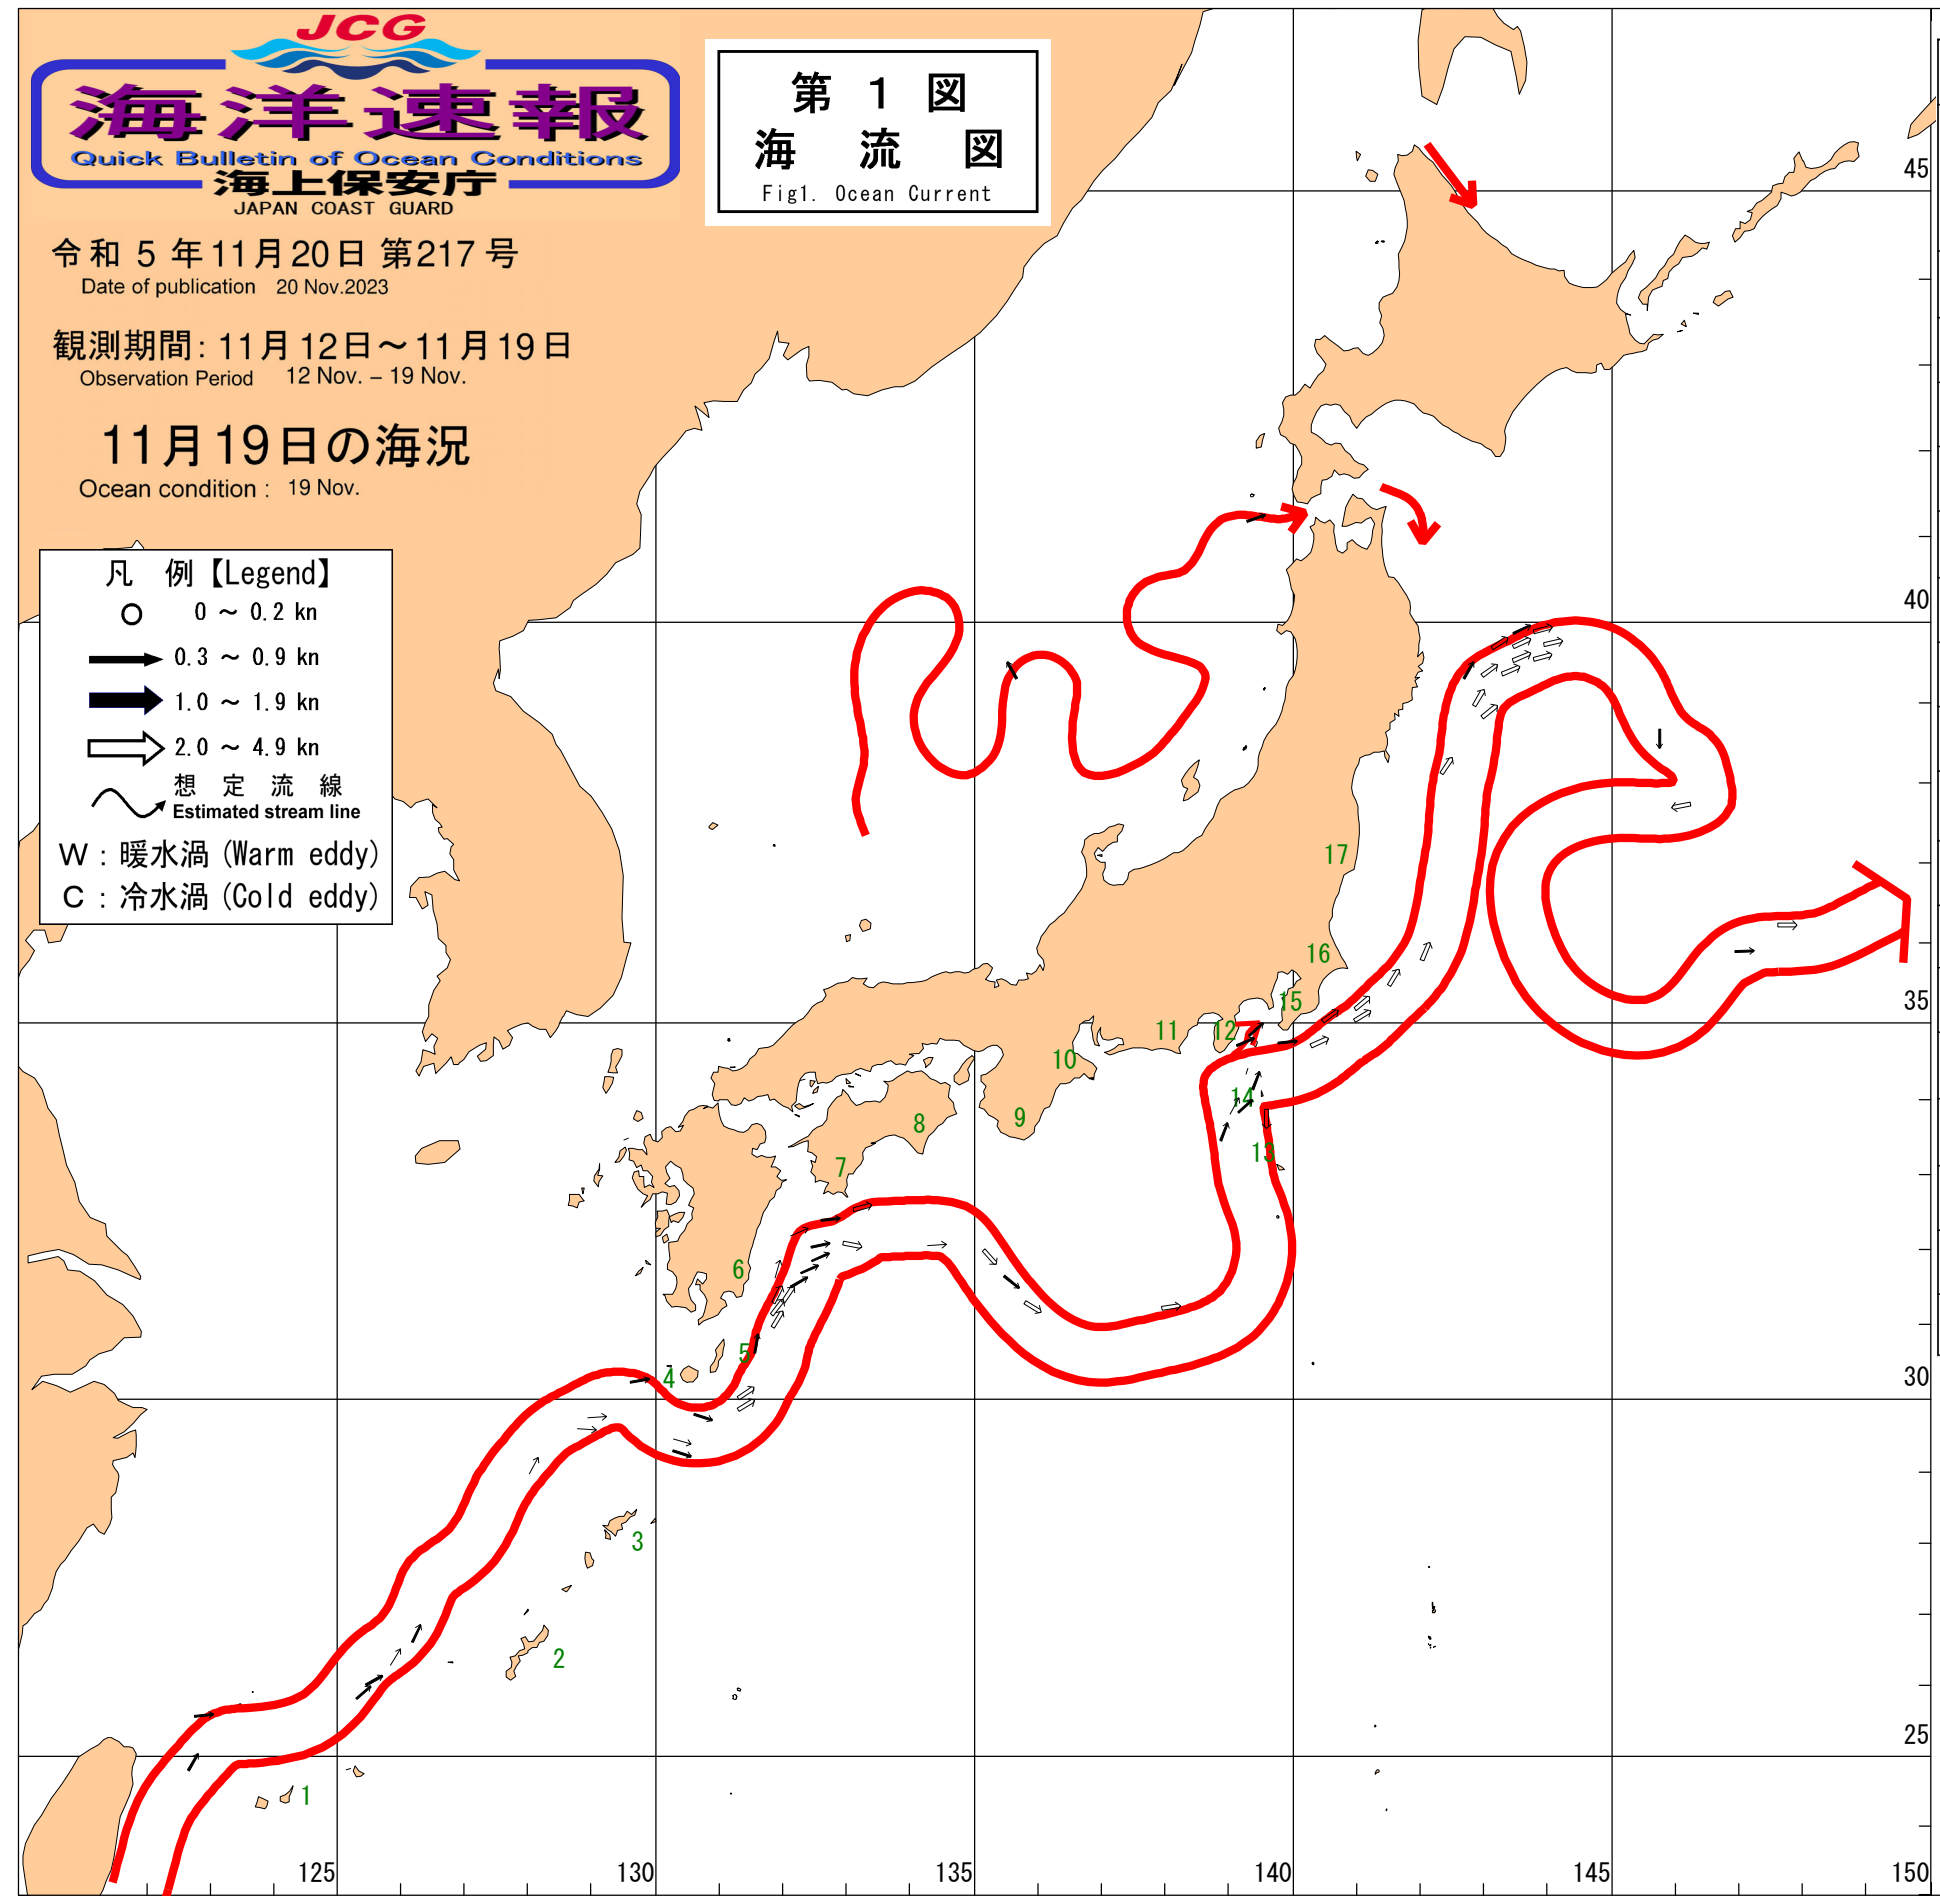 JCG
海洋速報
Quick Bulletin of Ocean Conditions
海上保安庁
JAPAN COAST GUARD
第 1 図
海 流 図
Fig1. Ocean Current
令和 5 年11月20日 第217号
Date of publication 20 Nov.2023
観測期間: 11月12日～11月19日
Observation Period 12 Nov. – 19 Nov.
11月19日の海況
Ocean condition : 19 Nov.
凡 例【Legend】
0 ～ 0.2 kn
0.3 ～ 0.9 kn
1.0 ～ 1.9 kn
2.0 ～ 4.9 kn
想 定 流 線
Estimated stream line
W : 暖水渦 (Warm eddy)
C : 冷水渦 (Cold eddy)
45
40
17
16
35
15
12
11
10
14
9
8
13
7
6
5
4
30
3
2
25
1
125
130
135
140
145
150